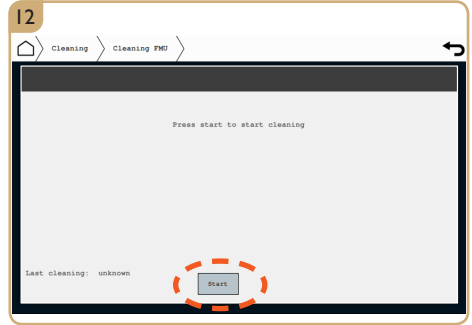 12
Cleaning Cleaning FMU
Press start to start cleaning
Last cleaning: unknown
Start